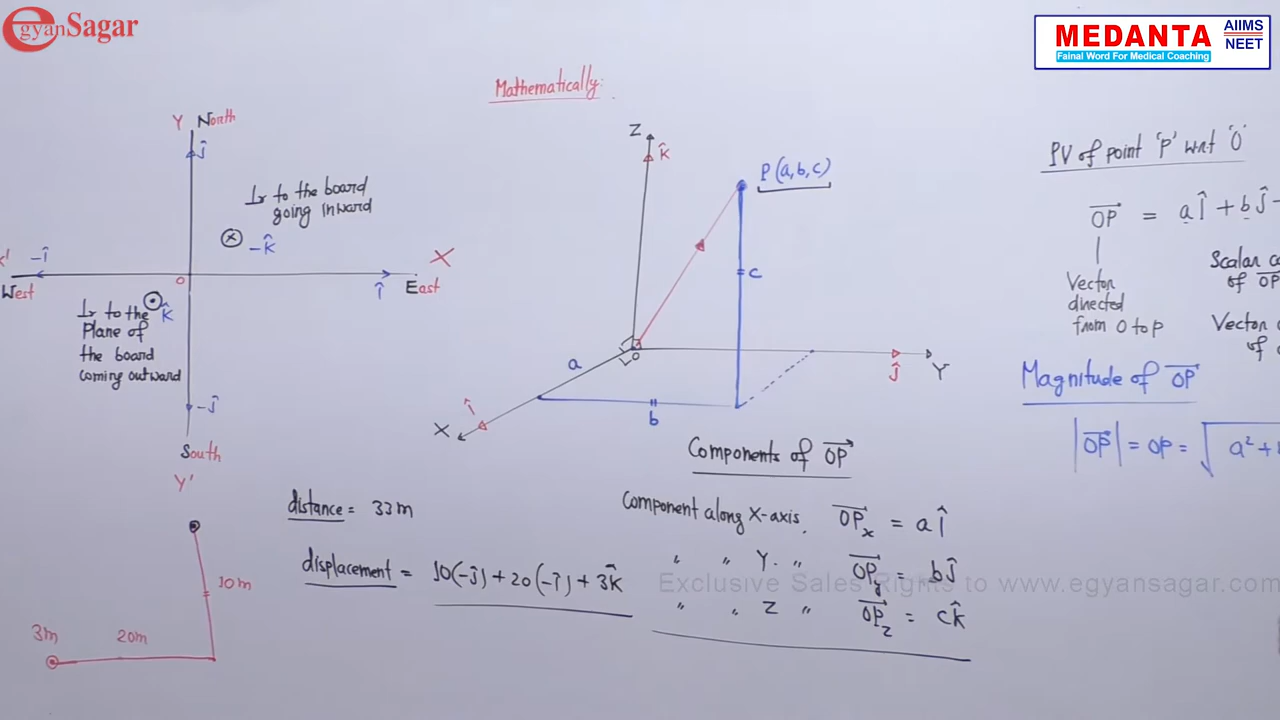 egyanSagar
MEDANTA AIIMS NEET
Fainal Word For Medical Coaching
Mathematically:
Y North
ĵ
⊥r to the board
going inward
⊗ -k̂
X' -î
West
O
î
East
X
⊥r to the ⊙ k̂
Plane of
the board
coming outward
-ĵ
South
Y'
Z
k̂
P(a,b,c)
c
O
a
ĵ
Y
î
X
b
PV of point 'P' wrt 'O'
OP⃗ = aî + bĵ
Vector
directed
from O to P
Scalar
of OP⃗
Vector
of
Magnitude of OP⃗
|OP⃗| = OP = √a² +
Components of OP⃗
Component along X-axis. OP⃗x = aî
〃 〃 Y. 〃 OP⃗y = bĵ
〃 〃 Z 〃 OP⃗z = ck̂
distance = 33m
displacement = 10(-ĵ) + 20(-î) + 3k̂
10m
3m 20m
Exclusive Sales Rights to www.egyansagar.com